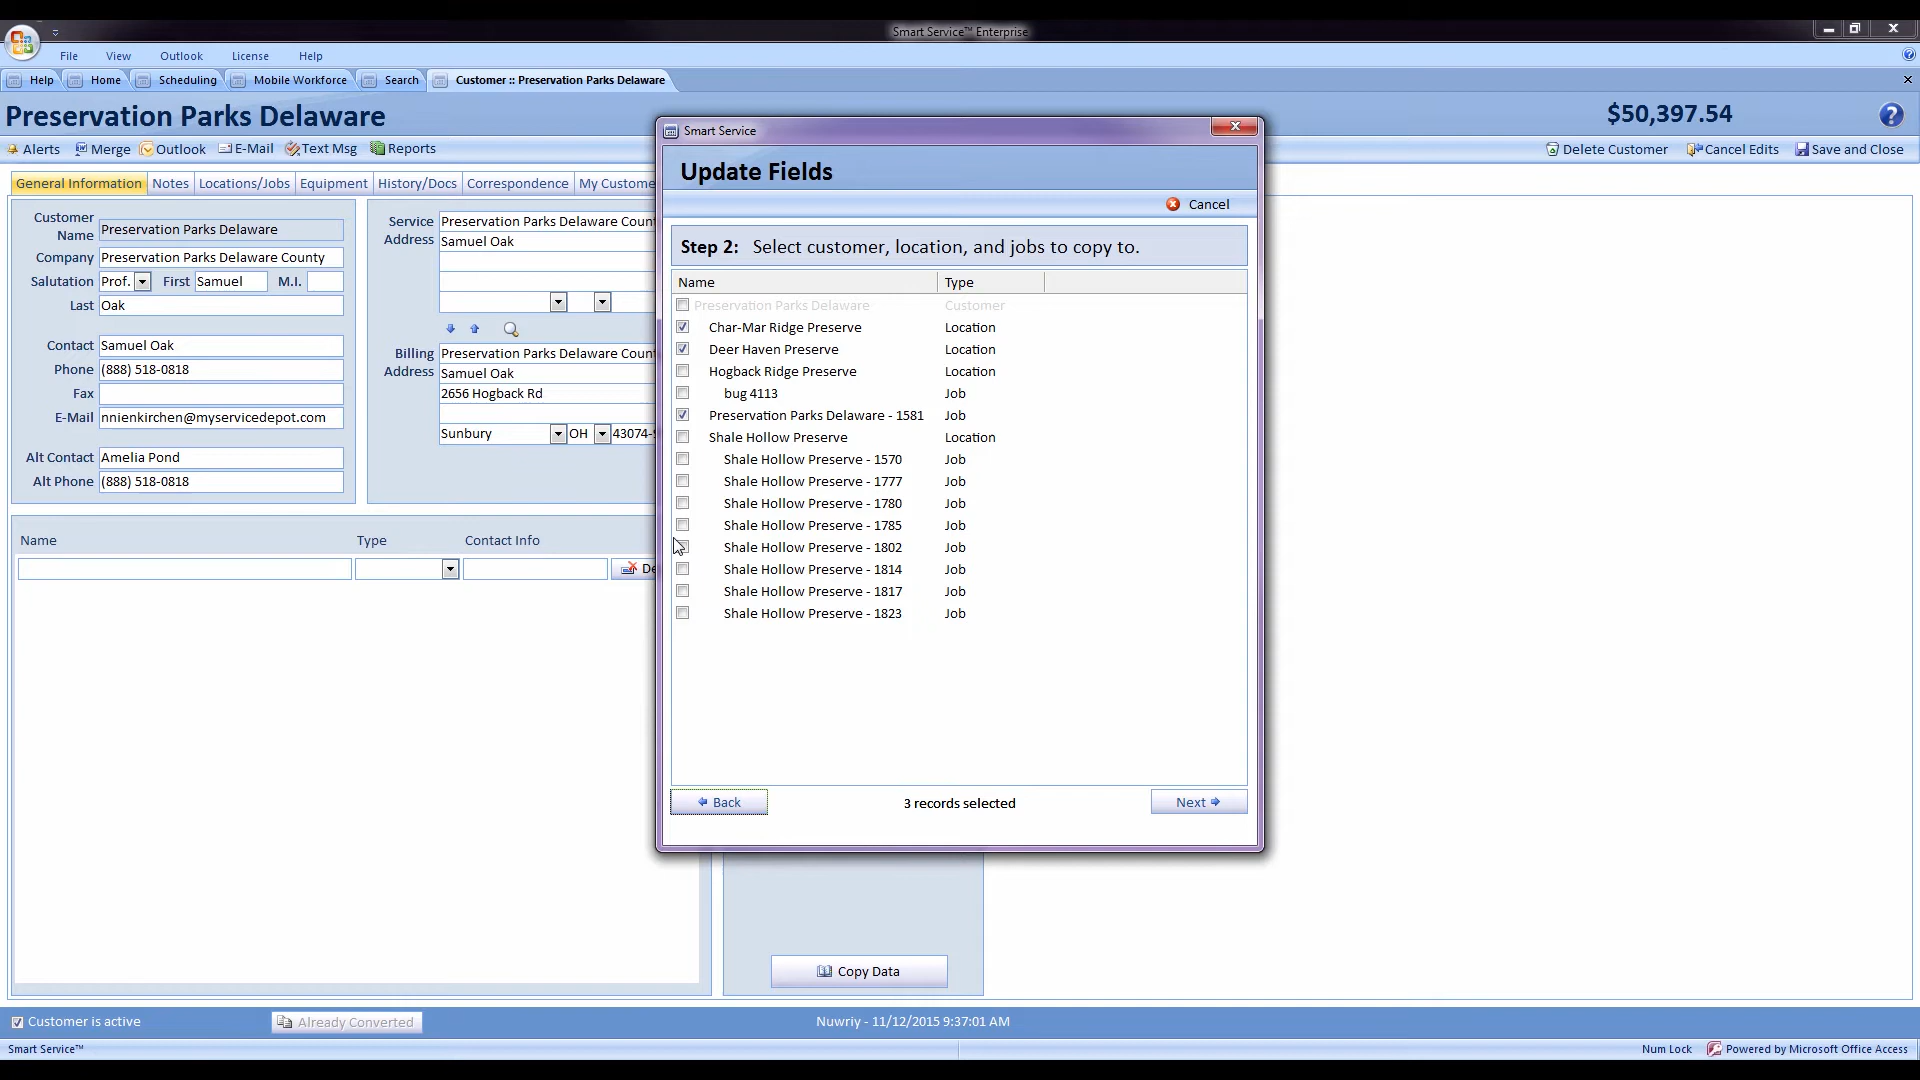 Smart Service™ Enterprise
File View Outlook License Help
Help Home Scheduling Mobile Workforce Search Customer :: Preservation Parks Delaware
Preservation Parks Delaware $50,397.54
Alerts Merge Outlook E-Mail Text Msg Reports Delete Customer Cancel Edits Save and Close
General Information Notes Locations/Jobs Equipment History/Docs Correspondence My Custome
Customer Name Preservation Parks Delaware
Company Preservation Parks Delaware County
Salutation Prof. First Samuel M.I.
Last Oak
Contact Samuel Oak
Phone (888) 518-0818
Fax
E-Mail nnienkirchen@myservicedepot.com
Alt Contact Amelia Pond
Alt Phone (888) 518-0818
Service Address Preservation Parks Delaware Count
Samuel Oak
Billing Address Preservation Parks Delaware Count
Samuel Oak
2656 Hogback Rd
Sunbury OH 43074-9
Name Type Contact Info
De
Smart Service
Update Fields
Cancel
Step 2: Select customer, location, and jobs to copy to.
Name Type
Preservation Parks Delaware Customer
Char-Mar Ridge Preserve Location
Deer Haven Preserve Location
Hogback Ridge Preserve Location
bug 4113 Job
Preservation Parks Delaware - 1581 Job
Shale Hollow Preserve Location
Shale Hollow Preserve - 1570 Job
Shale Hollow Preserve - 1777 Job
Shale Hollow Preserve - 1780 Job
Shale Hollow Preserve - 1785 Job
Shale Hollow Preserve - 1802 Job
Shale Hollow Preserve - 1814 Job
Shale Hollow Preserve - 1817 Job
Shale Hollow Preserve - 1823 Job
Back 3 records selected Next
Copy Data
Customer is active Already Converted Nuwriy - 11/12/2015 9:37:01 AM
Smart Service™ Num Lock Powered by Microsoft Office Access